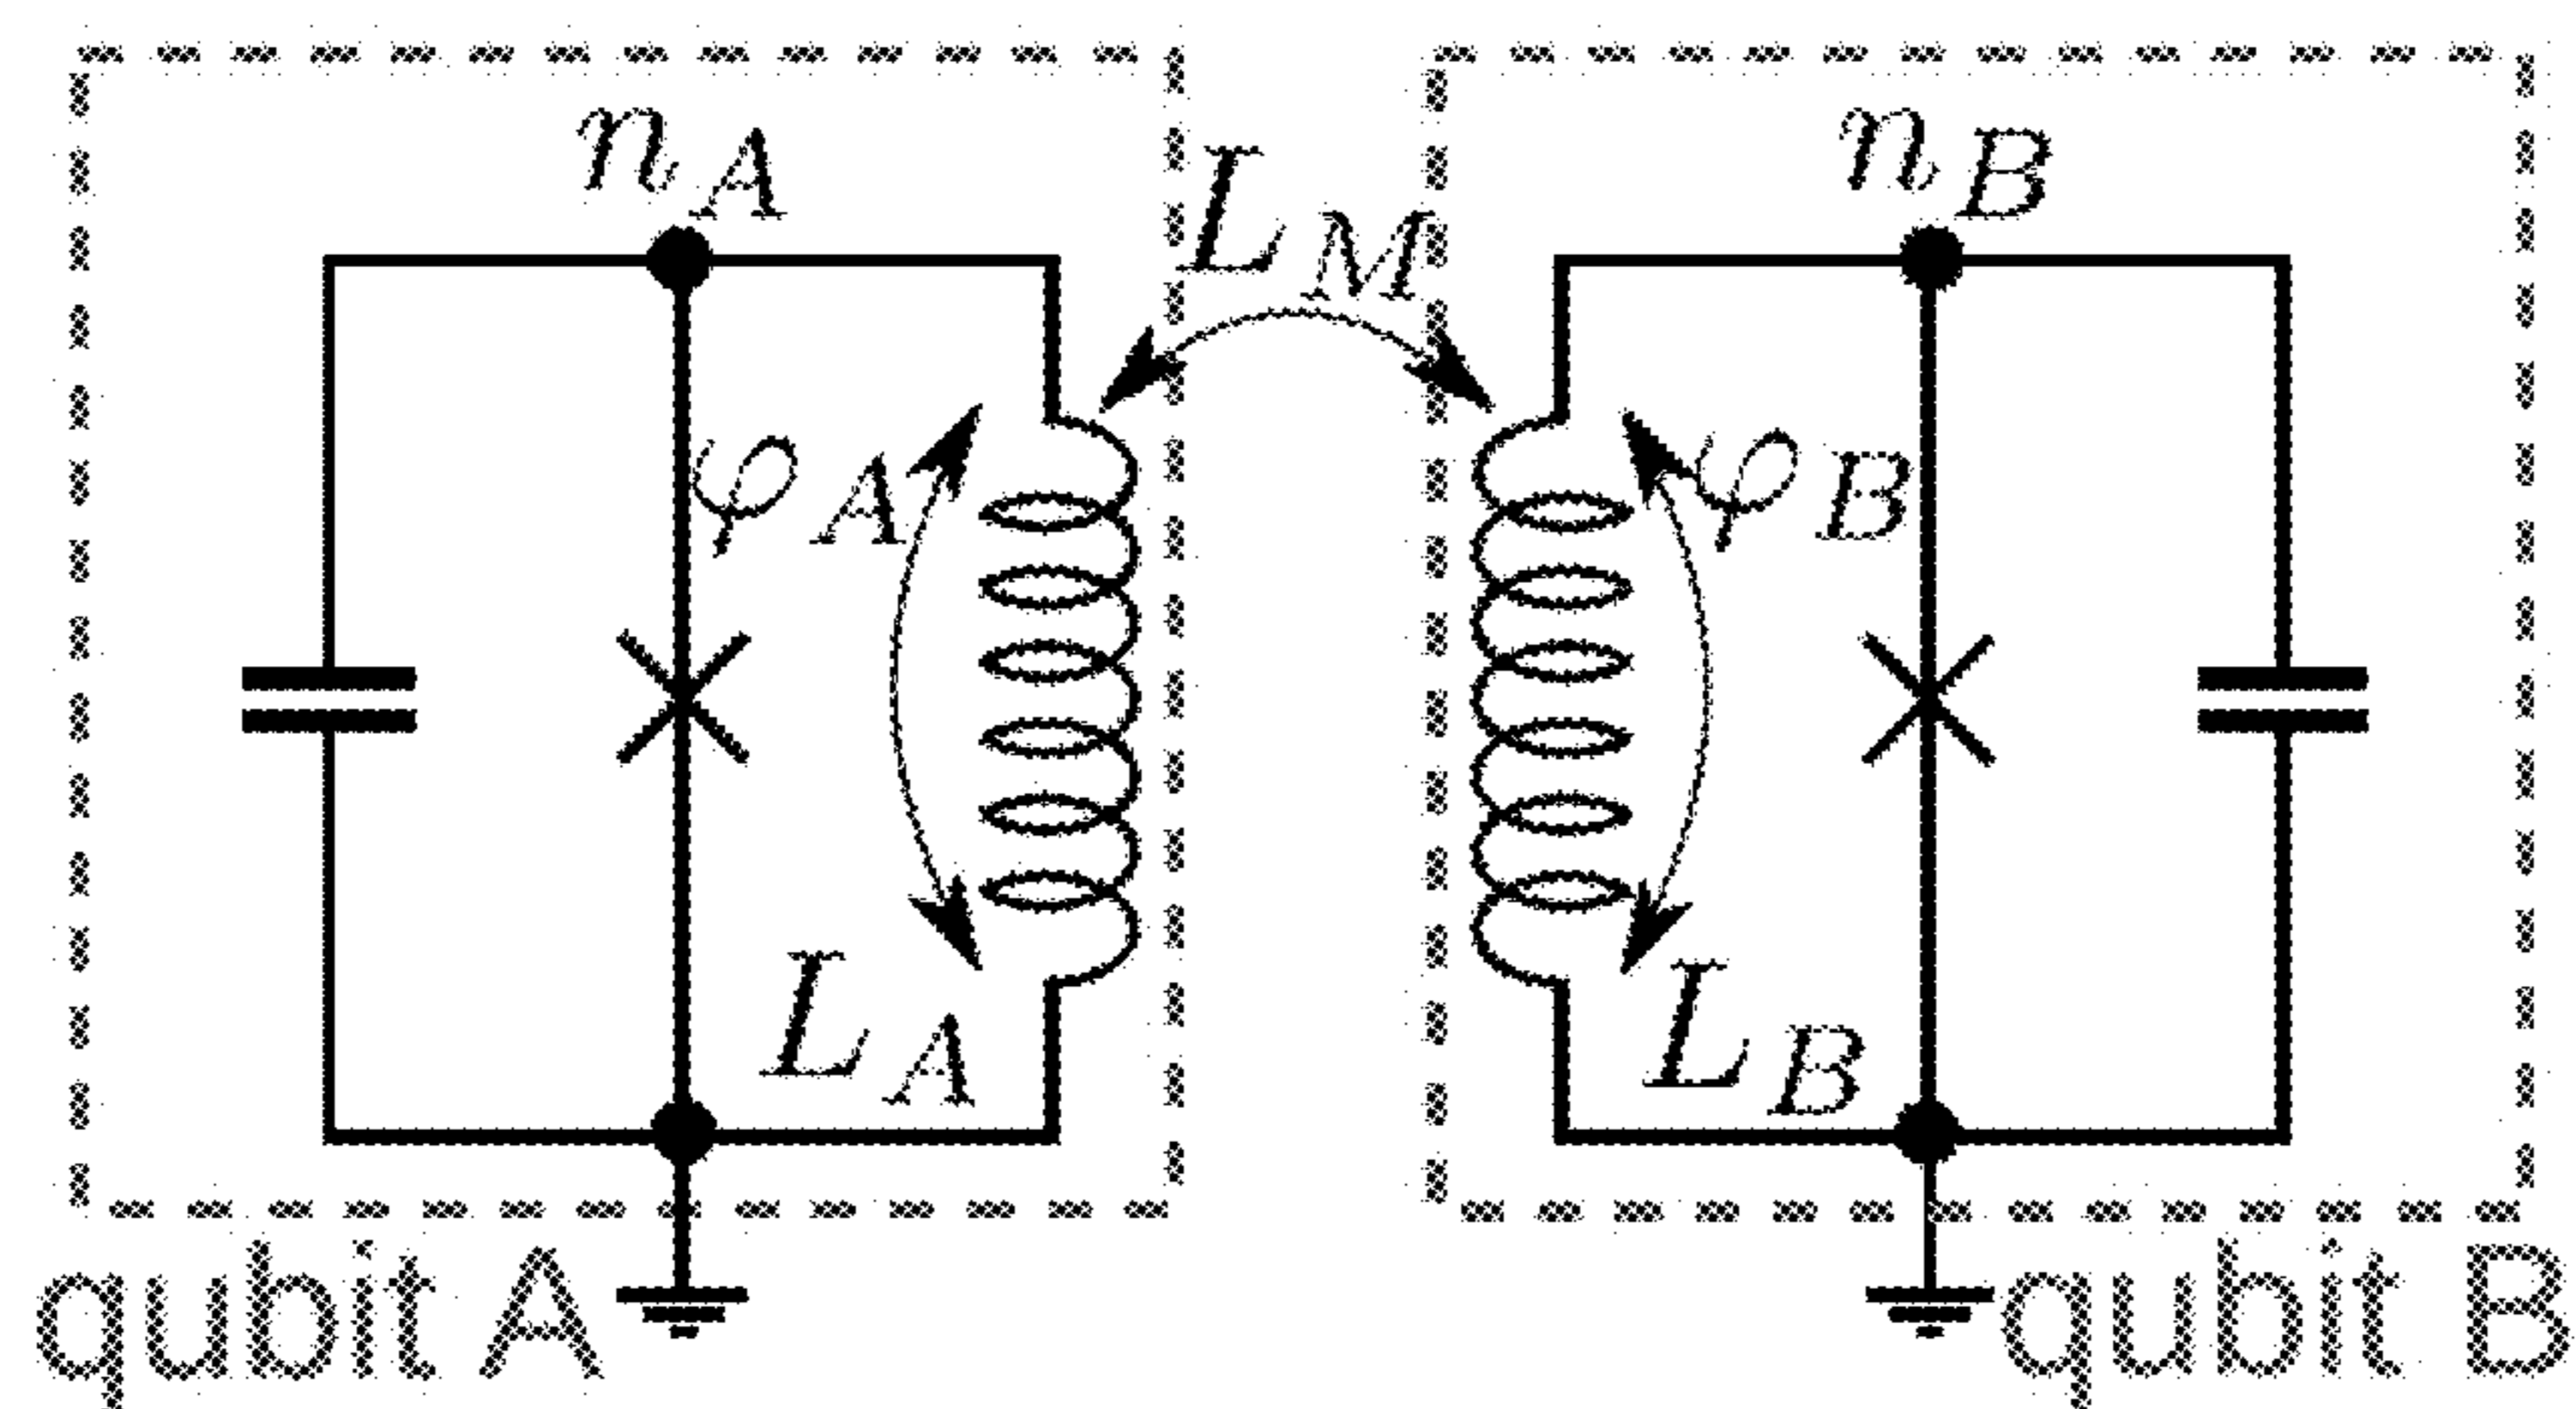 n_A
n_B
L_M
φ_A
φ_B
L_A
L_B
qubit A
qubit B